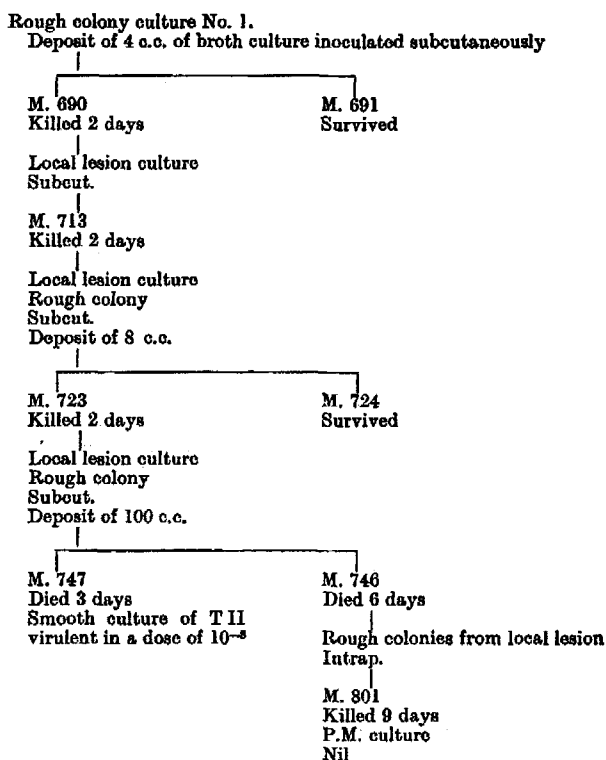 Rough colony culture No. 1.
Deposit of 4 c.c. of broth culture inoculated subcutaneously
M. 690
Killed 2 days
M. 691
Survived
Local lesion culture
Subcut.
M. 713
Killed 2 days
Local lesion culture
Rough colony
Subcut.
Deposit of 8 c.c.
M. 723
Killed 2 days
M. 724
Survived
Local lesion culture
Rough colony
Subcut.
Deposit of 100 c.c.
M. 747
Died 3 days
Smooth culture of T II
virulent in a dose of 10⁻⁸
M. 746
Died 6 days
Rough colonies from local lesion
Intrap.
M. 801
Killed 9 days
P.M. culture
Nil